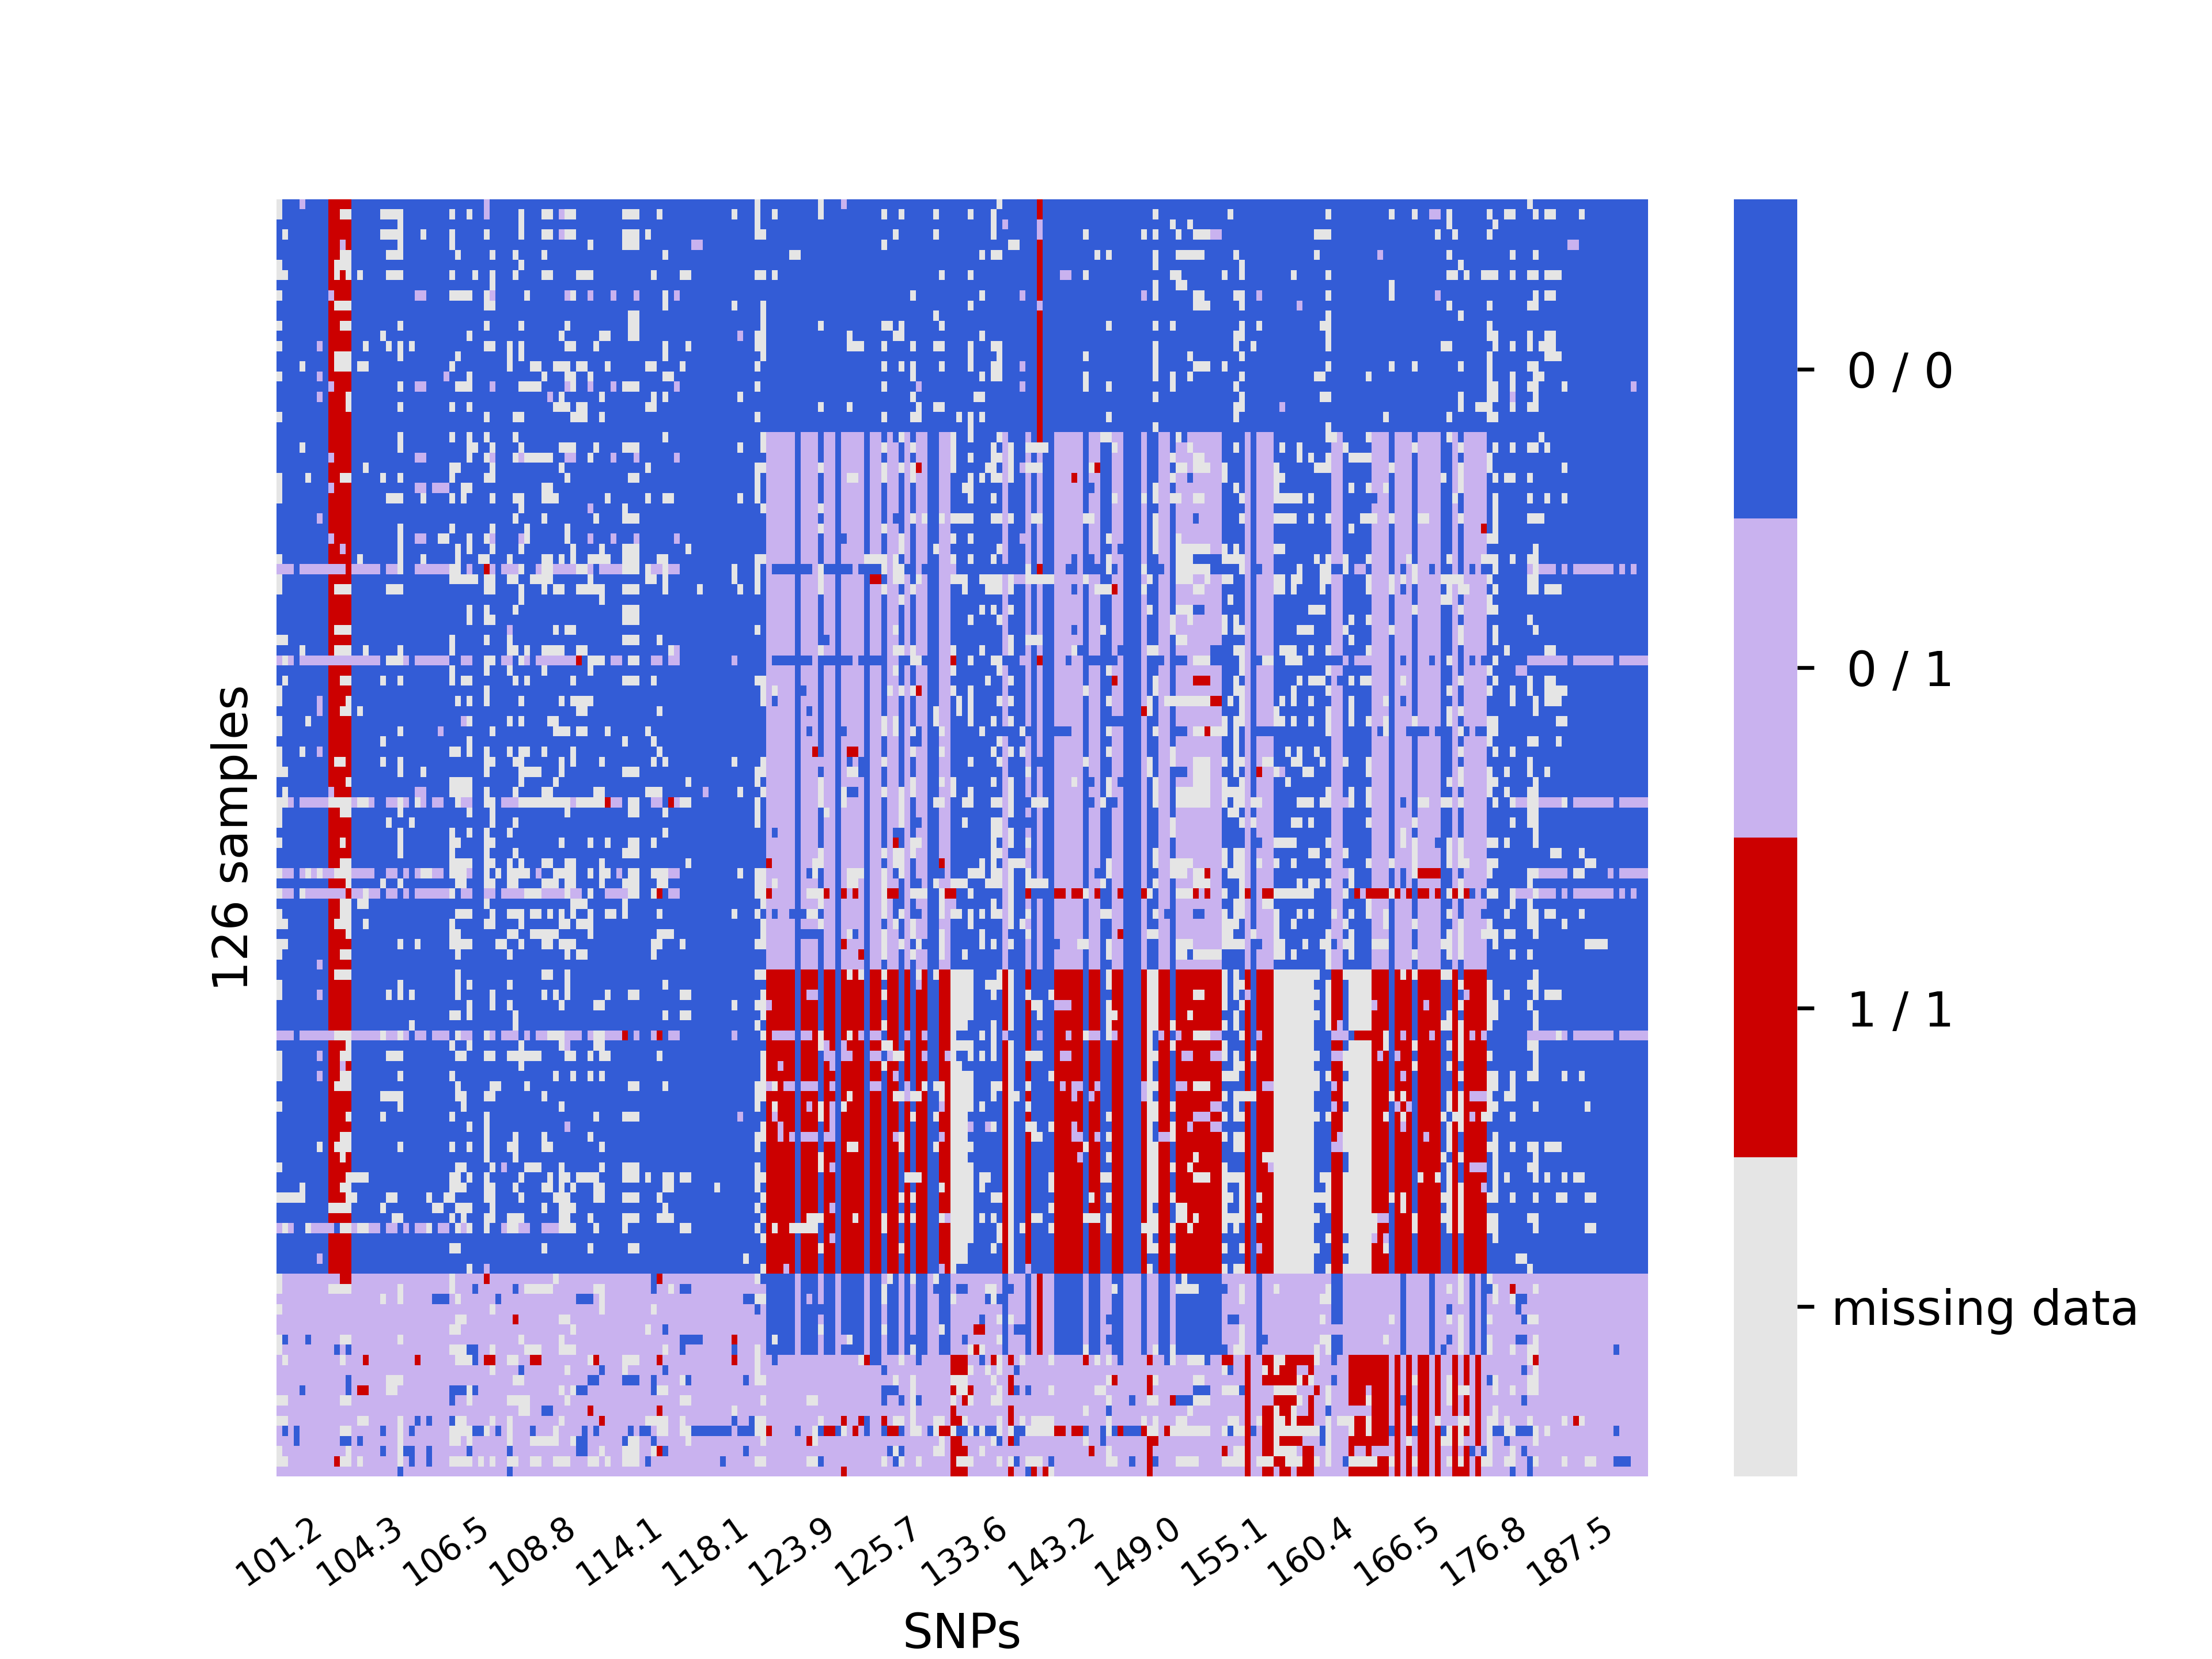 0 / 0
0 / 1
1 / 1
missing data
126 samples
101.2 104.3 106.5 108.8 114.1 118.1 123.9 125.7 133.6 143.2 149.0 155.1 160.4 166.5 176.8 187.5
SNPs